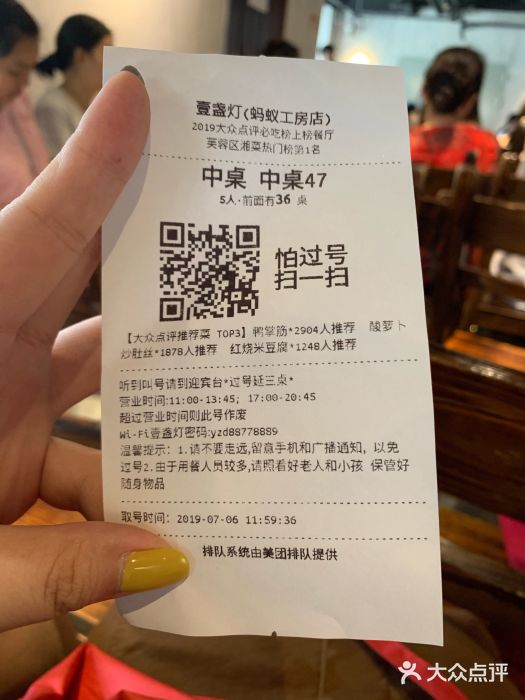 壹盏灯(蚂蚁工房店)
2019大众点评必吃榜上榜餐厅
芙蓉区湘菜热门榜第1名
中桌 中桌47
5人·前面有36 桌
怕过号
扫一扫
【大众点评推荐菜 TOP3】鸭掌筋*2904人推荐 酸萝卜
炒肚丝*1878人推荐 红烧米豆腐*1248人推荐
听到叫号请到迎宾台*过号延三桌*
营业时间:11:00-13:45; 17:00-20:45
超过营业时间则此号作废
Wi-Fi壹盏灯密码:yzd88778889
温馨提示: 1.请不要走远,留意手机和广播通知, 以免
过号2.由于用餐人员较多,请照看好老人和小孩 保管好
随身物品
取号时间: 2019-07-06 11:59:36
排队系统由美团排队提供
大众点评